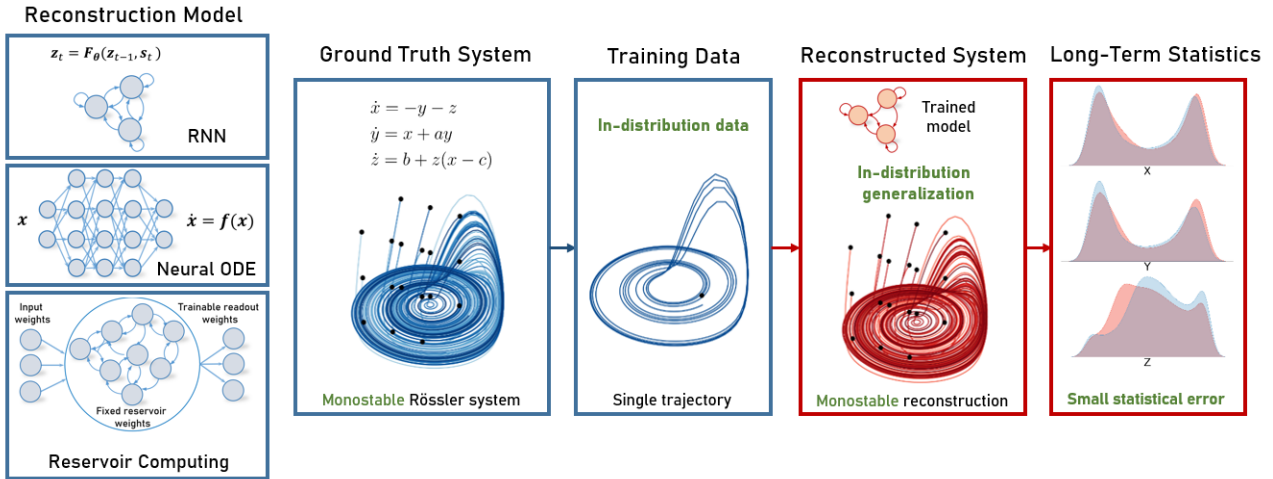 Reconstruction Model
z_t = F_θ(z_{t-1}, s_t)
RNN
x
ẋ = f(x)
Neural ODE
Input
weights
Trainable readout
weights
Fixed reservoir
weights
Reservoir Computing
Ground Truth System
ẋ = −y − z
ẏ = x + ay
ż = b + z(x − c)
Monostable Rössler system
Training Data
In-distribution data
Single trajectory
Reconstructed System
Trained
model
In-distribution
generalization
Monostable reconstruction
Long-Term Statistics
X
Y
Z
Small statistical error